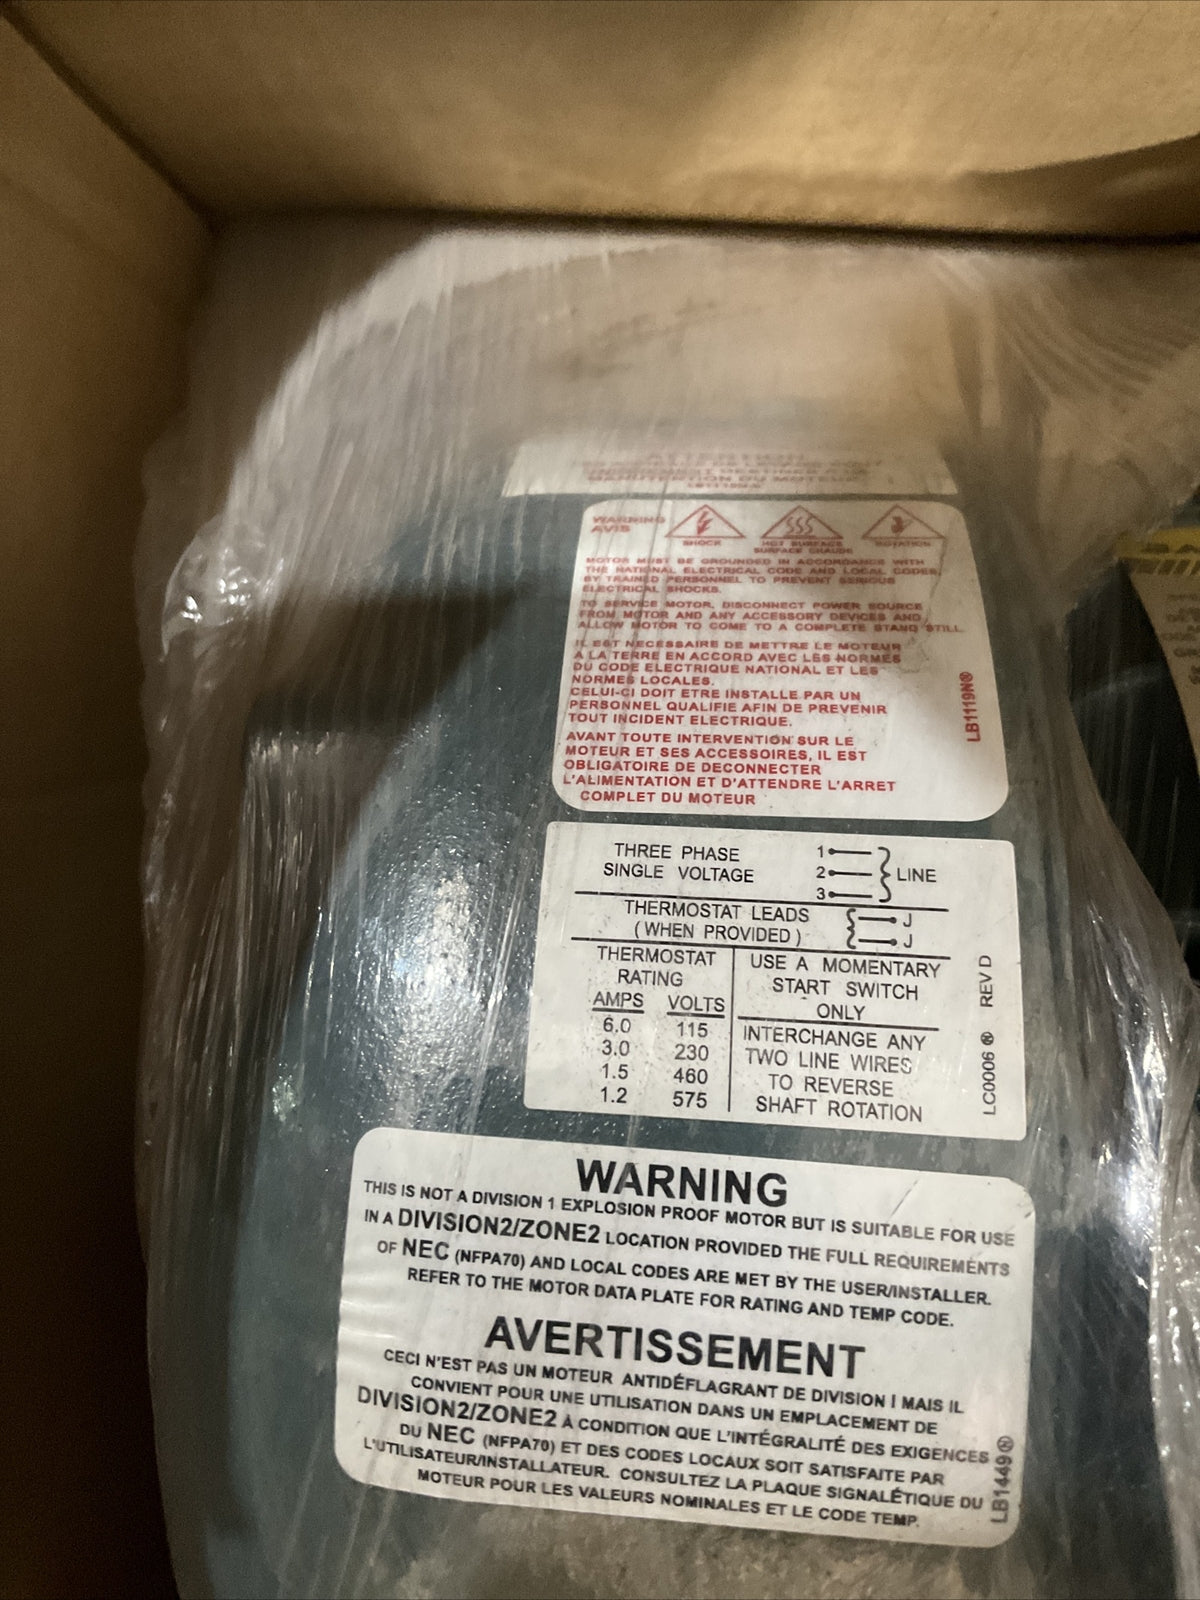 ATTENTION
MANUTENTION DU MOTEUR
WARNING
AVIS
SHOCK
HOT SURFACE
SURFACE CHAUDE
ROTATION
MOTOR MUST BE GROUNDED IN ACCORDANCE WITH
THE NATIONAL ELECTRICAL CODE AND LOCAL CODES,
BY TRAINED PERSONNEL TO PREVENT SERIOUS
ELECTRICAL SHOCKS.
TO SERVICE MOTOR, DISCONNECT POWER SOURCE
FROM MOTOR AND ANY ACCESSORY DEVICES AND
ALLOW MOTOR TO COME TO A COMPLETE STAND STILL.
IL EST NECESSAIRE DE METTRE LE MOTEUR
A LA TERRE EN ACCORD AVEC LES NORMES
DU CODE ELECTRIQUE NATIONAL ET LES
NORMES LOCALES.
CELUI-CI DOIT ETRE INSTALLE PAR UN
PERSONNEL QUALIFIE AFIN DE PREVENIR
TOUT INCIDENT ELECTRIQUE.
AVANT TOUTE INTERVENTION SUR LE
MOTEUR ET SES ACCESSOIRES, IL EST
OBLIGATOIRE DE DECONNECTER
L'ALIMENTATION ET D'ATTENDRE L'ARRET
COMPLET DU MOTEUR
LB1119N®
THREE PHASE
SINGLE VOLTAGE
1
2
3
LINE
THERMOSTAT LEADS
(WHEN PROVIDED)
J
J
THERMOSTAT
RATING
AMPS VOLTS
6.0 115
3.0 230
1.5 460
1.2 575
USE A MOMENTARY
START SWITCH
ONLY
INTERCHANGE ANY
TWO LINE WIRES
TO REVERSE
SHAFT ROTATION
LC0006 ® REV D
WARNING
THIS IS NOT A DIVISION 1 EXPLOSION PROOF MOTOR BUT IS SUITABLE FOR USE
IN A DIVISION2/ZONE2 LOCATION PROVIDED THE FULL REQUIREMENTS
OF NEC (NFPA70) AND LOCAL CODES ARE MET BY THE USER/INSTALLER.
REFER TO THE MOTOR DATA PLATE FOR RATING AND TEMP CODE.
AVERTISSEMENT
CECI N'EST PAS UN MOTEUR ANTIDÉFLAGRANT DE DIVISION I MAIS IL
CONVIENT POUR UNE UTILISATION DANS UN EMPLACEMENT DE
DIVISION2/ZONE2 À CONDITION QUE L'INTÉGRALITÉ DES EXIGENCES
DU NEC (NFPA70) ET DES CODES LOCAUX SOIT SATISFAITE PAR
L'UTILISATEUR/INSTALLATEUR. CONSULTEZ LA PLAQUE SIGNALÉTIQUE DU
MOTEUR POUR LES VALEURS NOMINALES ET LE CODE TEMP.
LB1449®